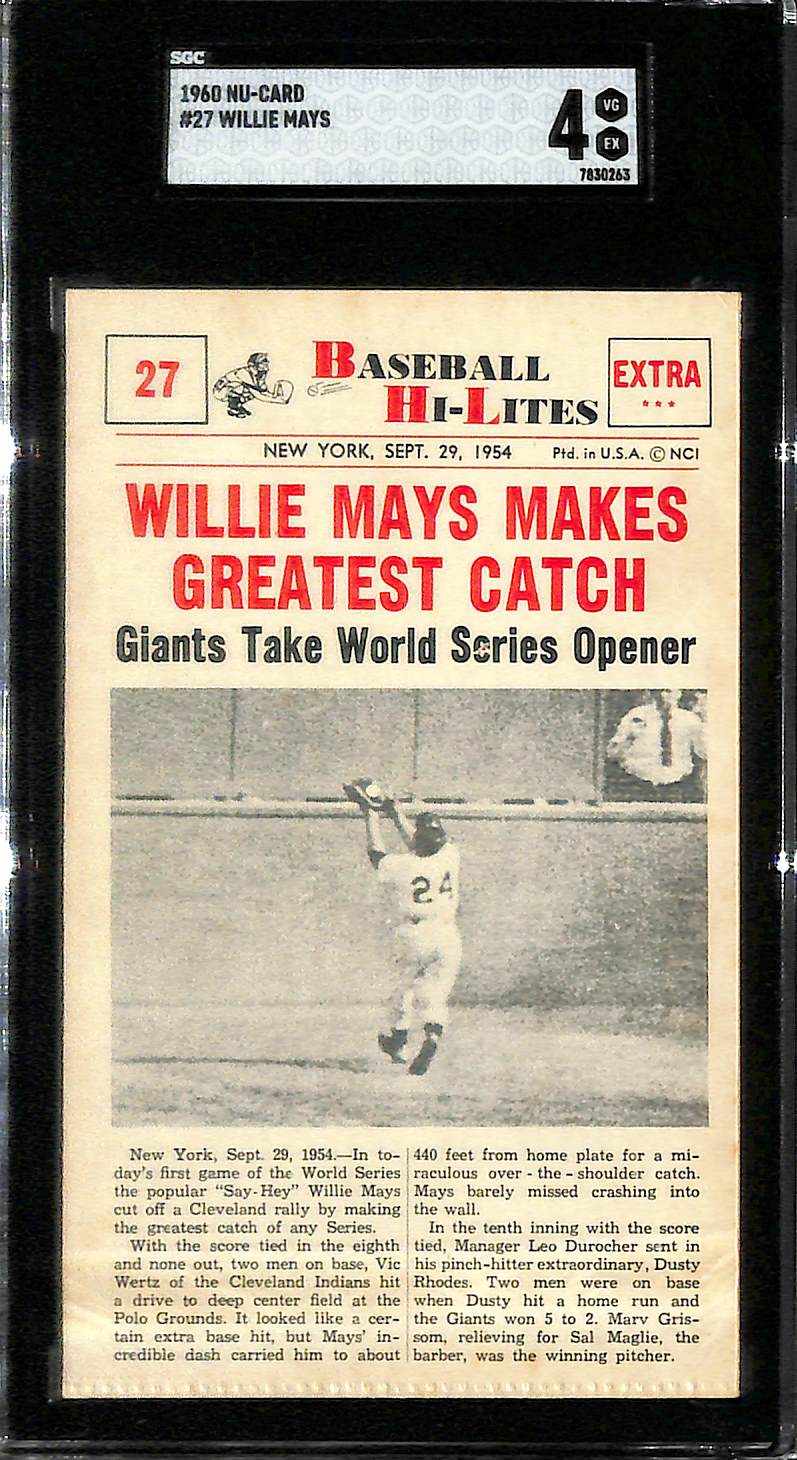 SGC
1960 NU-CARD
#27 WILLIE MAYS
4
VG
EX
7830263
27
BASEBALL
HI-LITES
EXTRA
* * *
NEW YORK, SEPT. 29, 1954 Ptd. in U.S.A. © NCI
WILLIE MAYS MAKES
GREATEST CATCH
Giants Take World Series Opener
24
New York, Sept. 29, 1954.—In to-
day's first game of the World Series
the popular "Say-Hey" Willie Mays
cut off a Cleveland rally by making
the greatest catch of any Series.
With the score tied in the eighth
and none out, two men on base, Vic
Wertz of the Cleveland Indians hit
a drive to deep center field at the
Polo Grounds. It looked like a cer-
tain extra base hit, but Mays' in-
credible dash carried him to about
440 feet from home plate for a mi-
raculous over - the - shoulder catch.
Mays barely missed crashing into
the wall.
In the tenth inning with the score
tied, Manager Leo Durocher sent in
his pinch-hitter extraordinary, Dusty
Rhodes. Two men were on base
when Dusty hit a home run and
the Giants won 5 to 2. Marv Gris-
som, relieving for Sal Maglie, the
barber, was the winning pitcher.